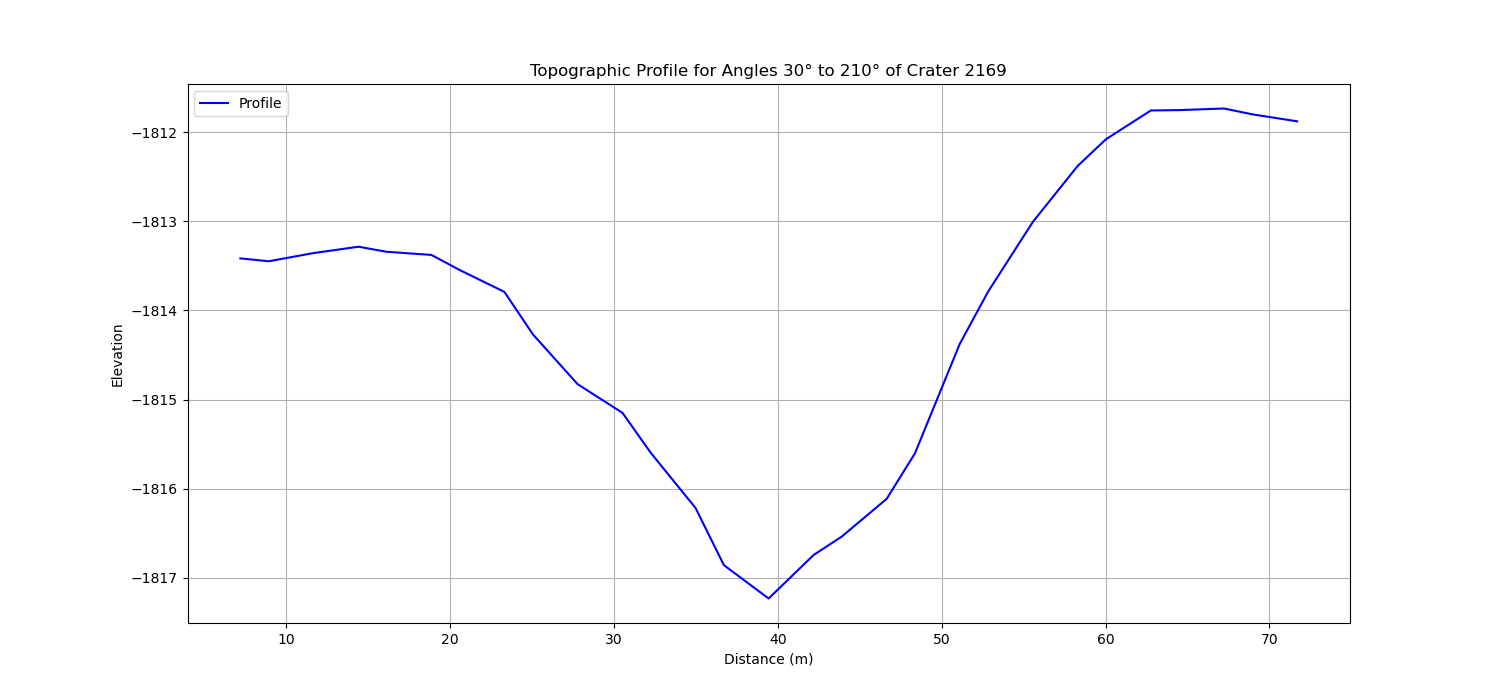 Topographic Profile for Angles 30° to 210° of Crater 2169
Profile
−1812
−1813
−1814
−1815
−1816
−1817
Elevation
10 20 30 40 50 60 70
Distance (m)